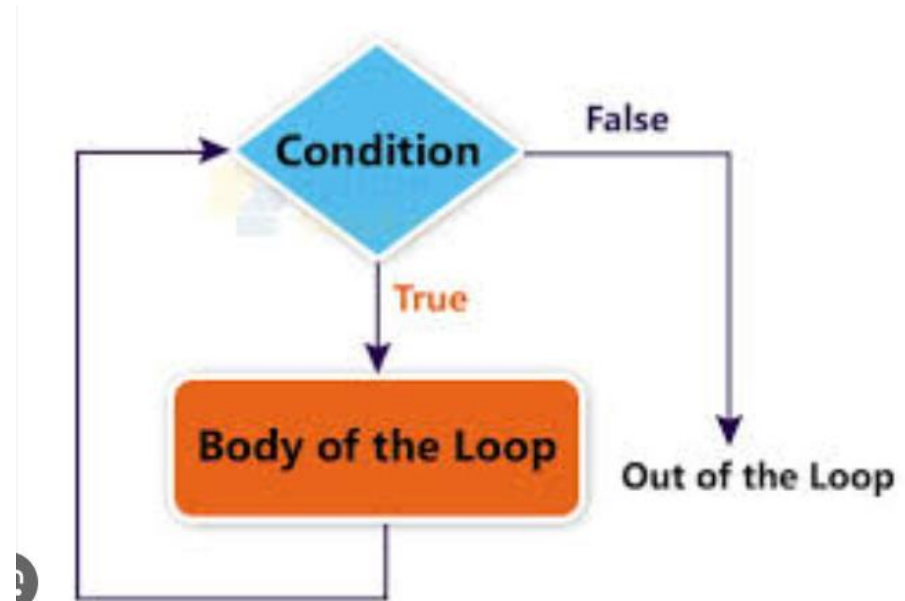 Condition
False
True
Body of the Loop
Out of the Loop